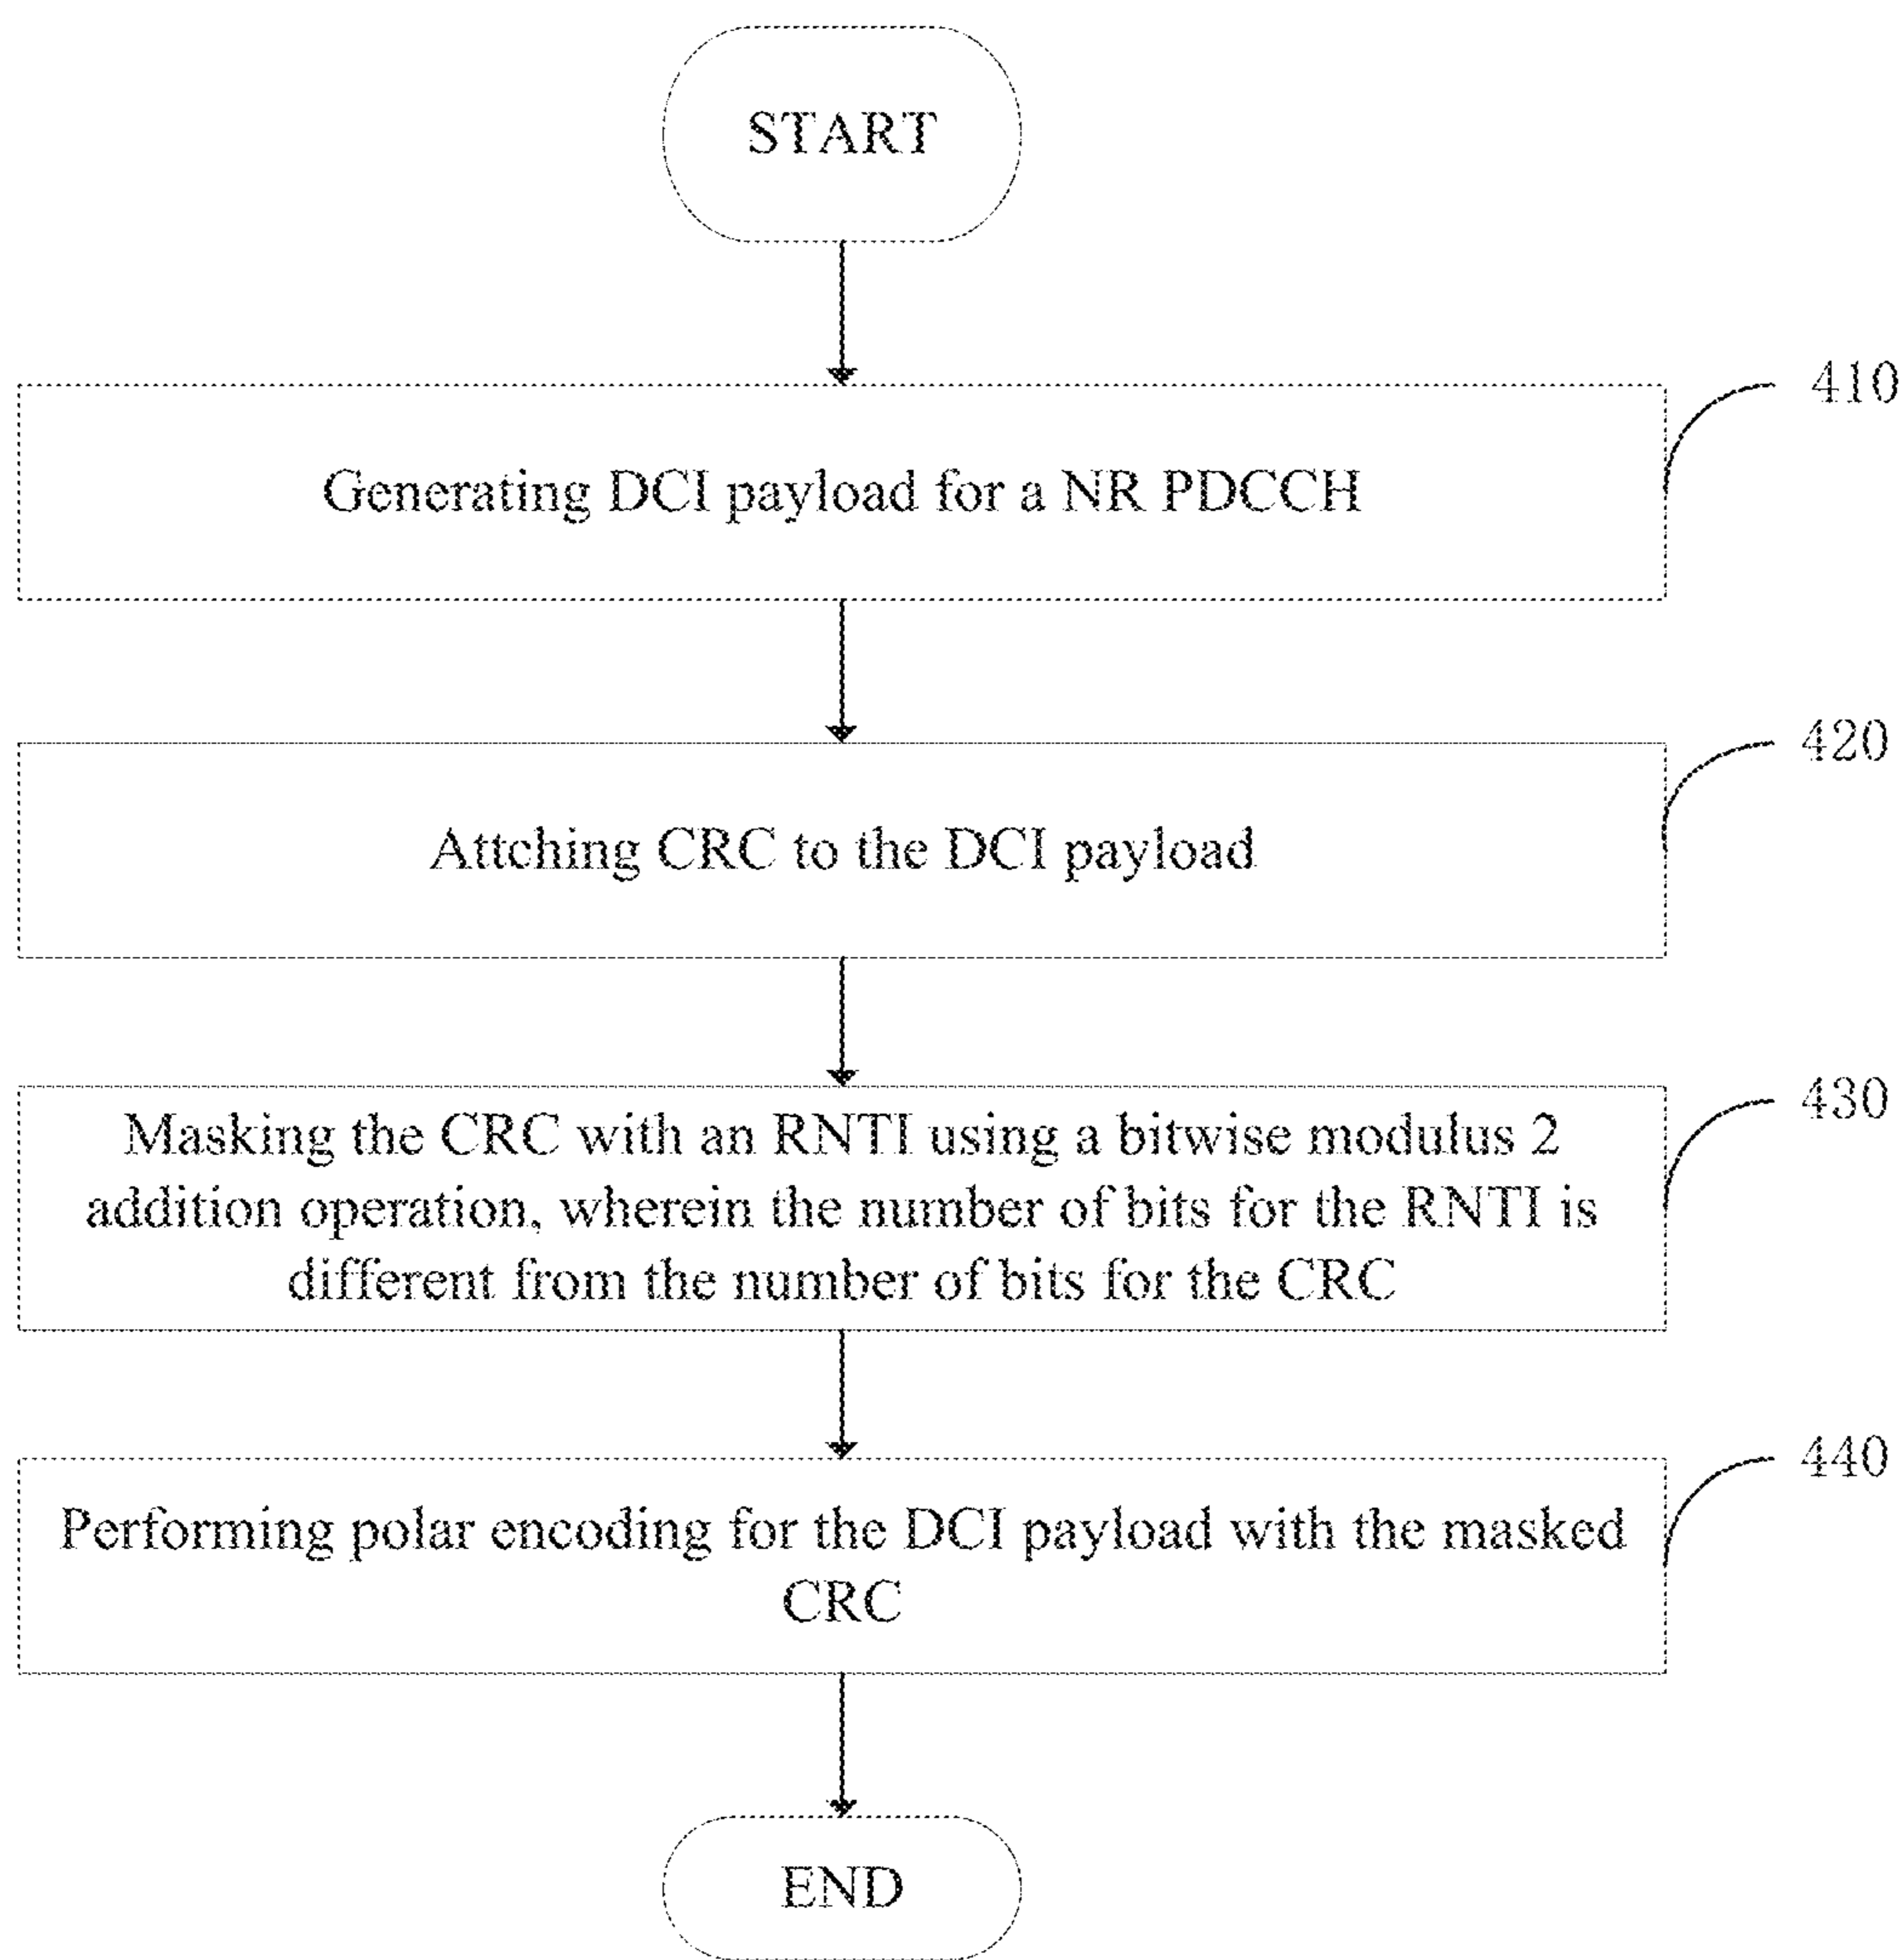 START
410
Generating DCI payload for a NR PDCCH
420
Attching CRC to the DCI payload
430
Masking the CRC with an RNTI using a bitwise modulus 2
addition operation, wherein the number of bits for the RNTI is
different from the number of bits for the CRC
440
Performing polar encoding for the DCI payload with the masked
CRC
END